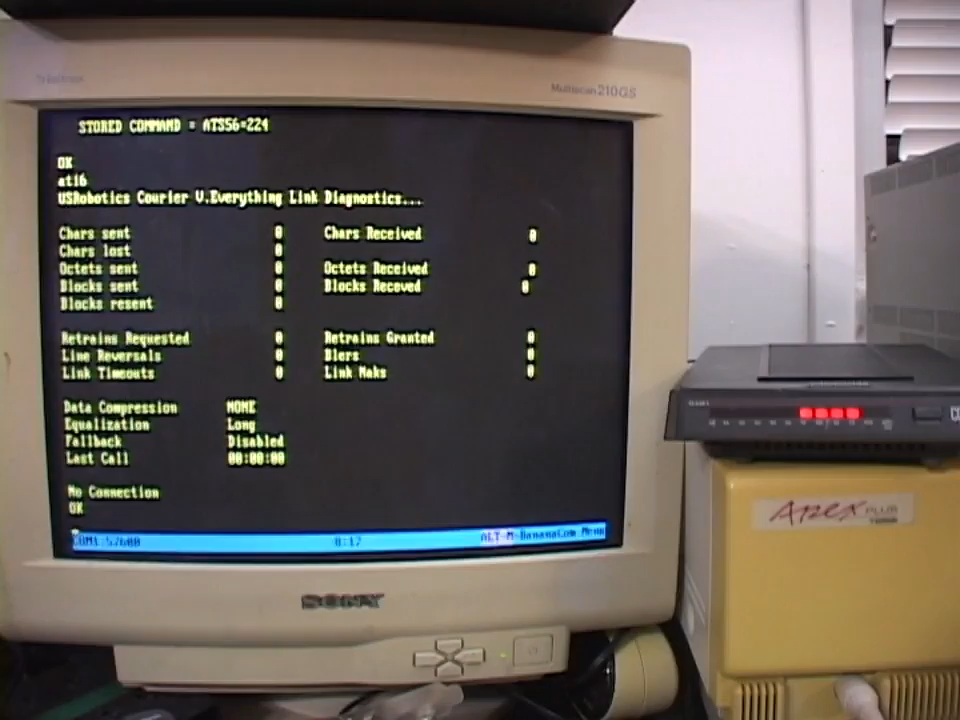 Multiscan 210GS
STORED COMMAND = ATS56=224
OK
ati6
USRobotics Courier V.Everything Link Diagnostics...
Chars sent 0 Chars Received 0
Chars lost 0
Octets sent 0 Octets Received 0
Blocks sent 0 Blocks Receved 0
Blocks resent 0
Retrains Requested 0 Retrains Granted 0
Line Reversals 0 Blers 0
Link Timeouts 0 Link Naks 0
Data Compression NONE
Equalization Long
Fallback Disabled
Last Call 00:00:00
No Connection
OK
COM1:57600 0:17 ALT-M-BananaCom Menu
SONY
Apex PLUS